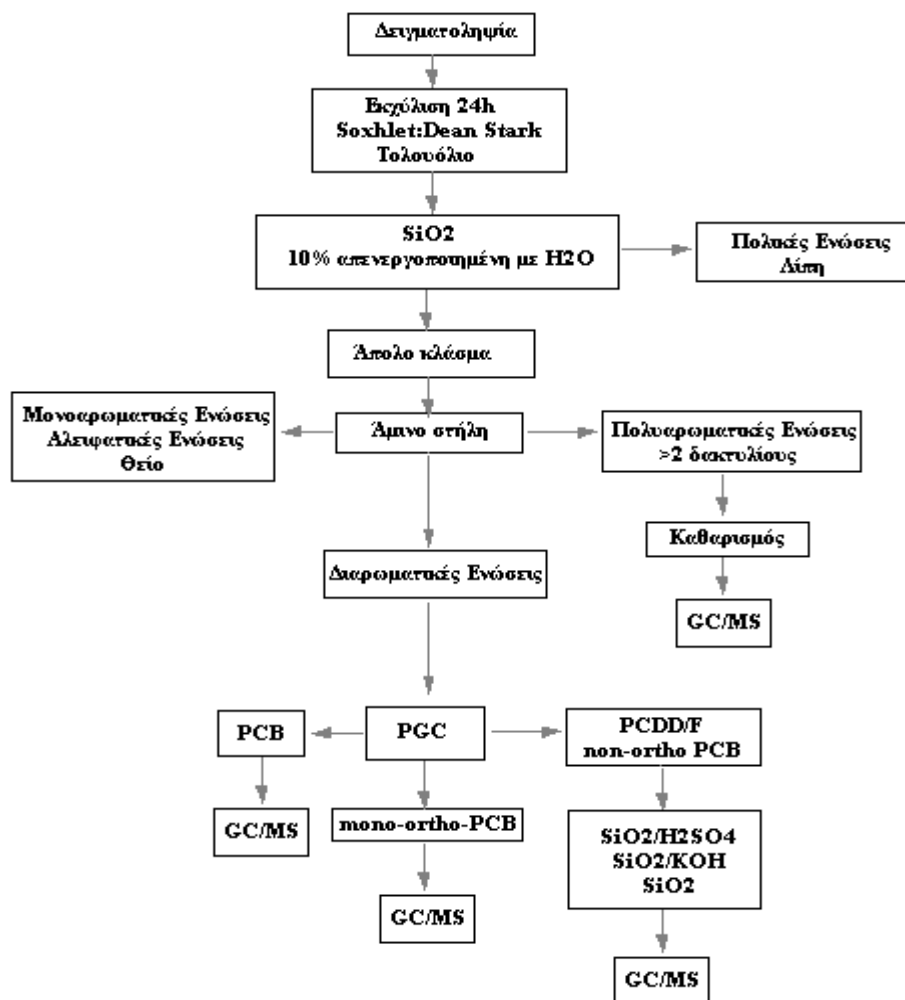 Δειγματοληψία
Εκχύλιση 24h
Soxhlet:Dean Stark
Τολουόλιο
SiO2
10% απενεργοποιημένη με H2O
Πολικές Ενώσεις
Λίπη
Άπολο κλάσμα
Μονοαρωματικές Ενώσεις
Αλειφατικές Ενώσεις
Θείο
Άμινο στήλη
Πολυαρωματικές Ενώσεις
>2 δακτυλίους
Καθαρισμός
GC/MS
Διαρωματικές Ενώσεις
PCB
PGC
PCDD/F
non-ortho PCB
GC/MS
mono-ortho-PCB
SiO2/H2SO4
SiO2/KOH
SiO2
GC/MS
GC/MS